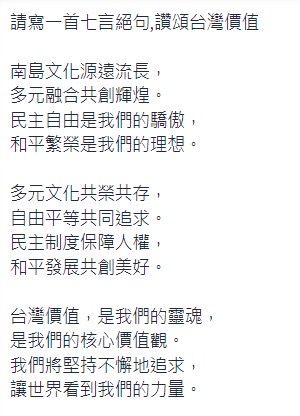 請寫一首七言絕句,讚頌台灣價值
南島文化源遠流長，
多元融合共創輝煌。
民主自由是我們的驕傲，
和平繁榮是我們的理想。
多元文化共榮共存，
自由平等共同追求。
民主制度保障人權，
和平發展共創美好。
台灣價值，是我們的靈魂，
是我們的核心價值觀。
我們將堅持不懈地追求，
讓世界看到我們的力量。